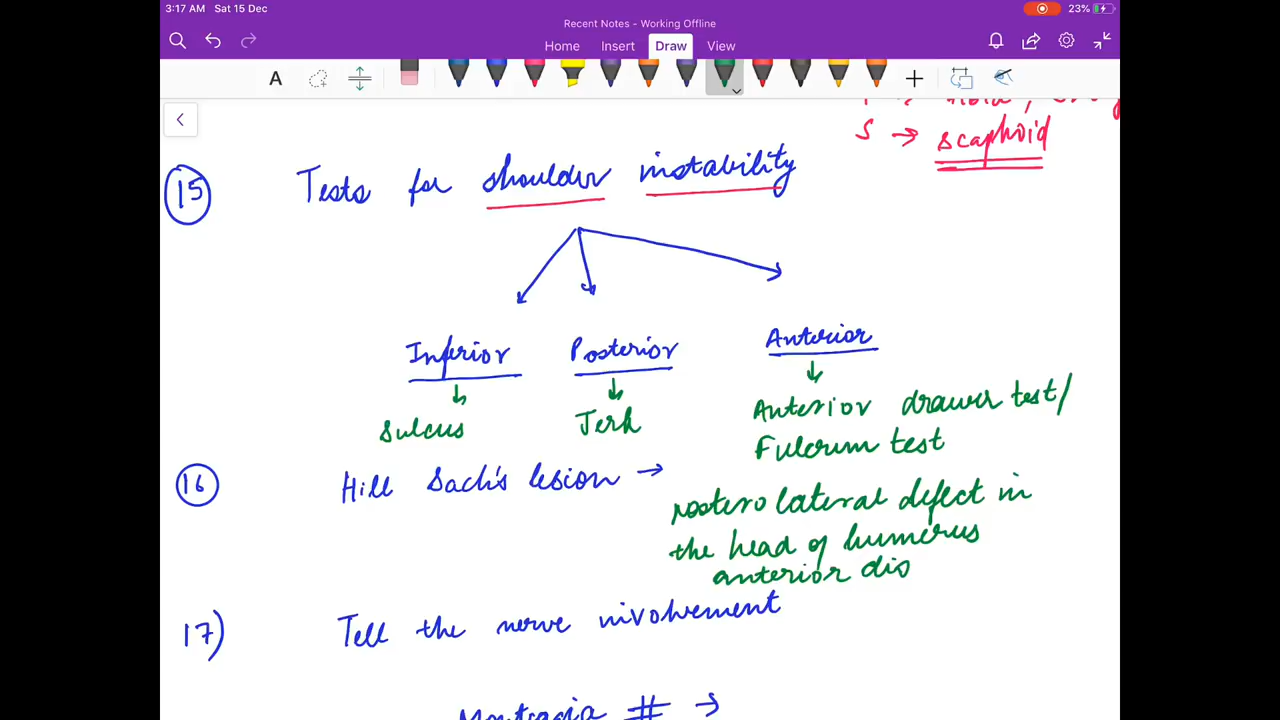 3:17 AM Sat 15 Dec
23%
Recent Notes - Working Offline
Home Insert Draw View
A
S → scaphoid
15 Tests for shoulder instability
Inferior Posterior Anterior
Sulcus Jerk Anterior drawer test/
Fulcrum test
16 Hill Sach's lesion →
postero lateral defect in
the head of humerus
anterior dis
17) Tell the nerve involvement
# →